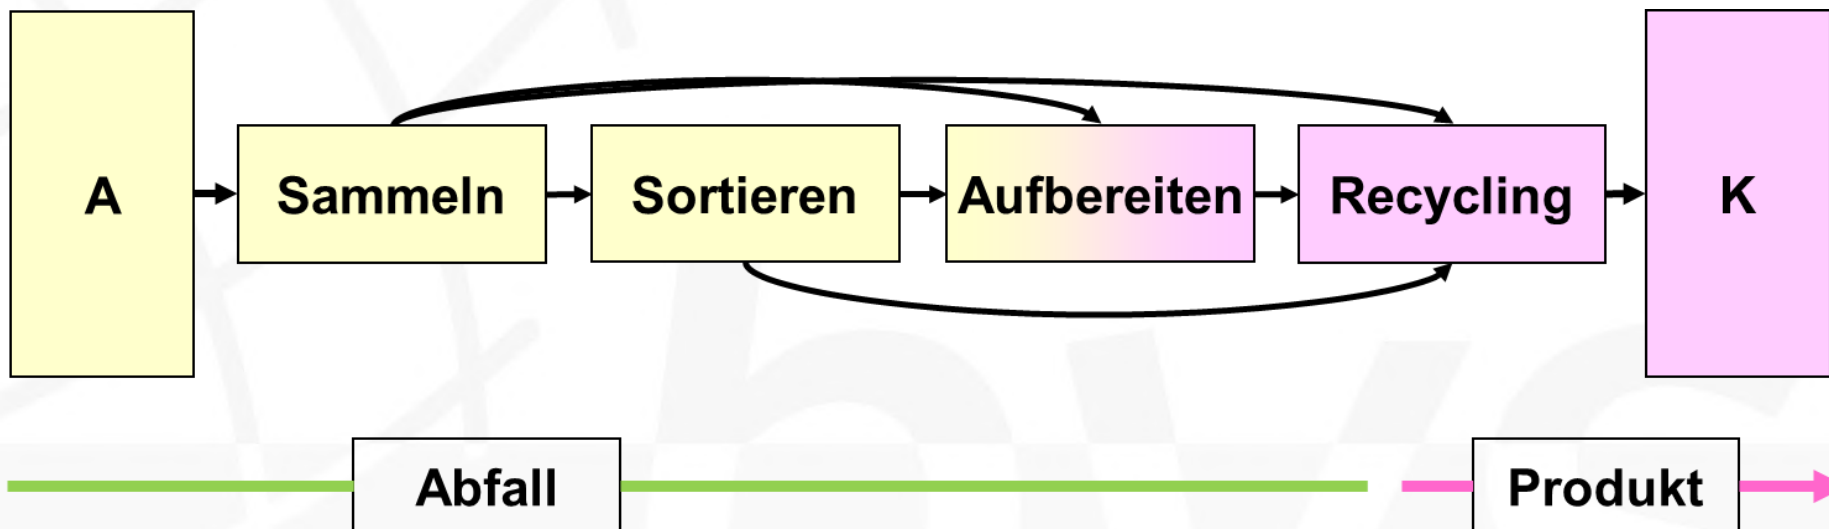 A
Sammeln
Sortieren
Aufbereiten
Recycling
K
Abfall
Produkt